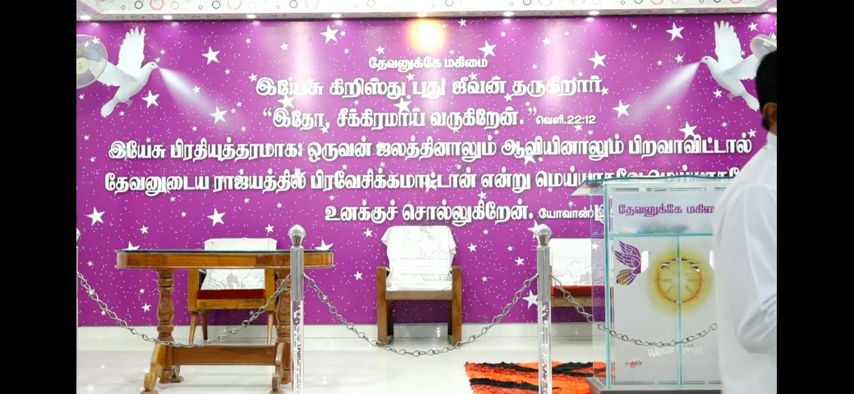 தேவனுக்கே மகிமை
இயேசு கிறிஸ்து புது ஜீவன் தருகிறார்
“இதோ, சீக்கிரமாய் வருகிறேன். ”வெளி.22:12
இயேசு பிரதியுத்தரமாக: ஒருவன் ஜலத்தினாலும் ஆவியினாலும் பிறவாவிட்டால்
தேவனுடைய ராஜ்யத்தில் பிரவேசிக்கமாட்டான் என்று
உனக்குச் சொல்லுகிறேன். யோவான்
தேவனுக்கே